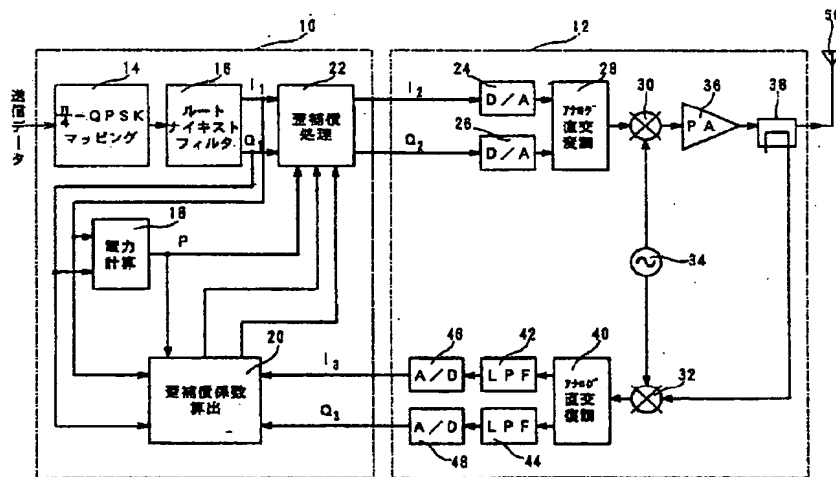 10
12
50
14
16
I₁
22
I₂
24
28
30
36
38
送信データ
π/4-QPSK
マッピング
ルート
ナイキスト
フィルタ
Q₁
歪補償
処理
D/A
26
D/A
Q₂
アナログ
直交
変調
PA
18
電力
計算
P
34
20
歪補償係数
算出
I₃
46
A/D
42
LPF
40
アナログ
直交
復調
32
Q₃
A/D
48
LPF
44